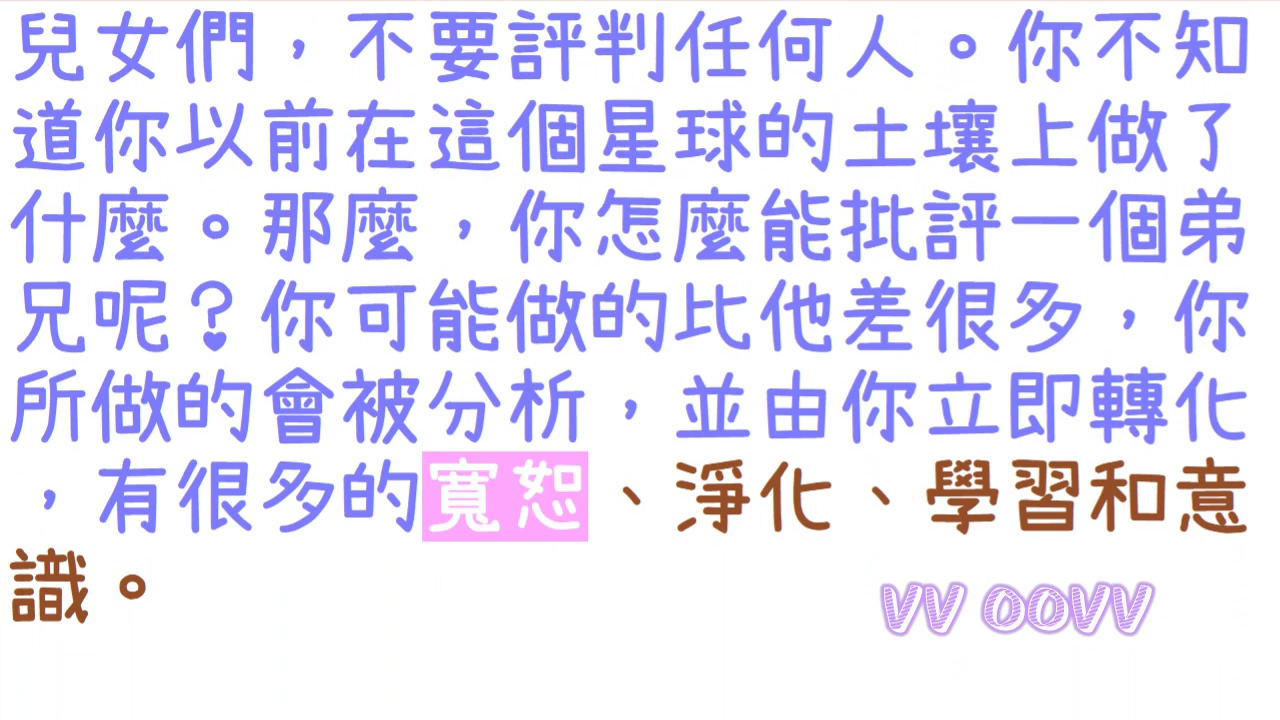 兒女們，不要評判任何人。你不知
道你以前在這個星球的土壤上做了
什麼。那麼，你怎麼能批評一個弟
兄呢？你可能做的比他差很多，你
所做的會被分析，並由你立即轉化
，有很多的寬恕、淨化、學習和意
識。
VV OOVV